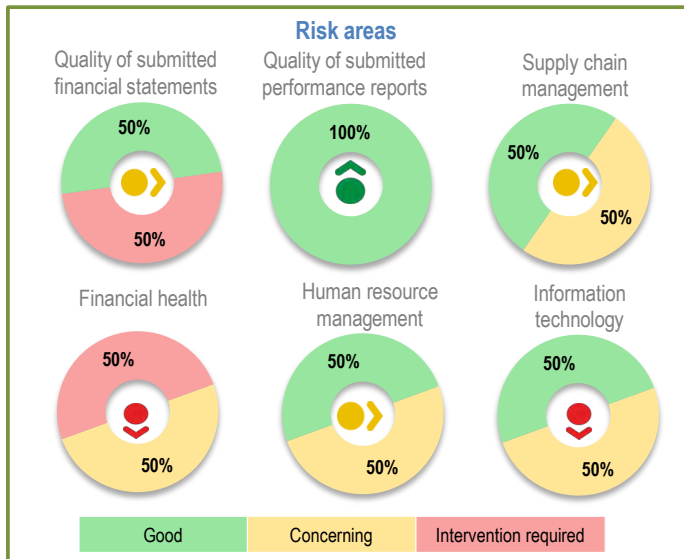 Risk areas
Quality of submitted
financial statements
50%
50%
Quality of submitted
performance reports
100%
Supply chain
management
50%
50%
Financial health
50%
50%
Human resource
management
50%
50%
Information
technology
50%
50%
Good
Concerning
Intervention required